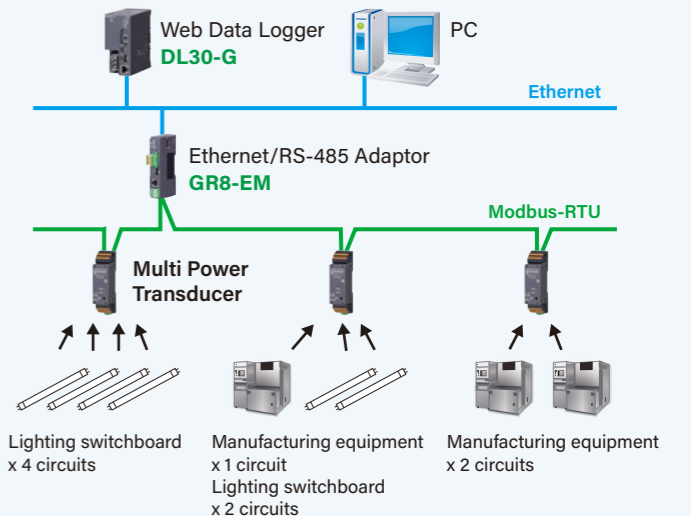 Web Data Logger
DL30-G
PC
Ethernet
Ethernet/RS-485 Adaptor
GR8-EM
Modbus-RTU
Multi Power
Transducer
Lighting switchboard
x 4 circuits
Manufacturing equipment
x 1 circuit
Lighting switchboard
x 2 circuits
Manufacturing equipment
x 2 circuits